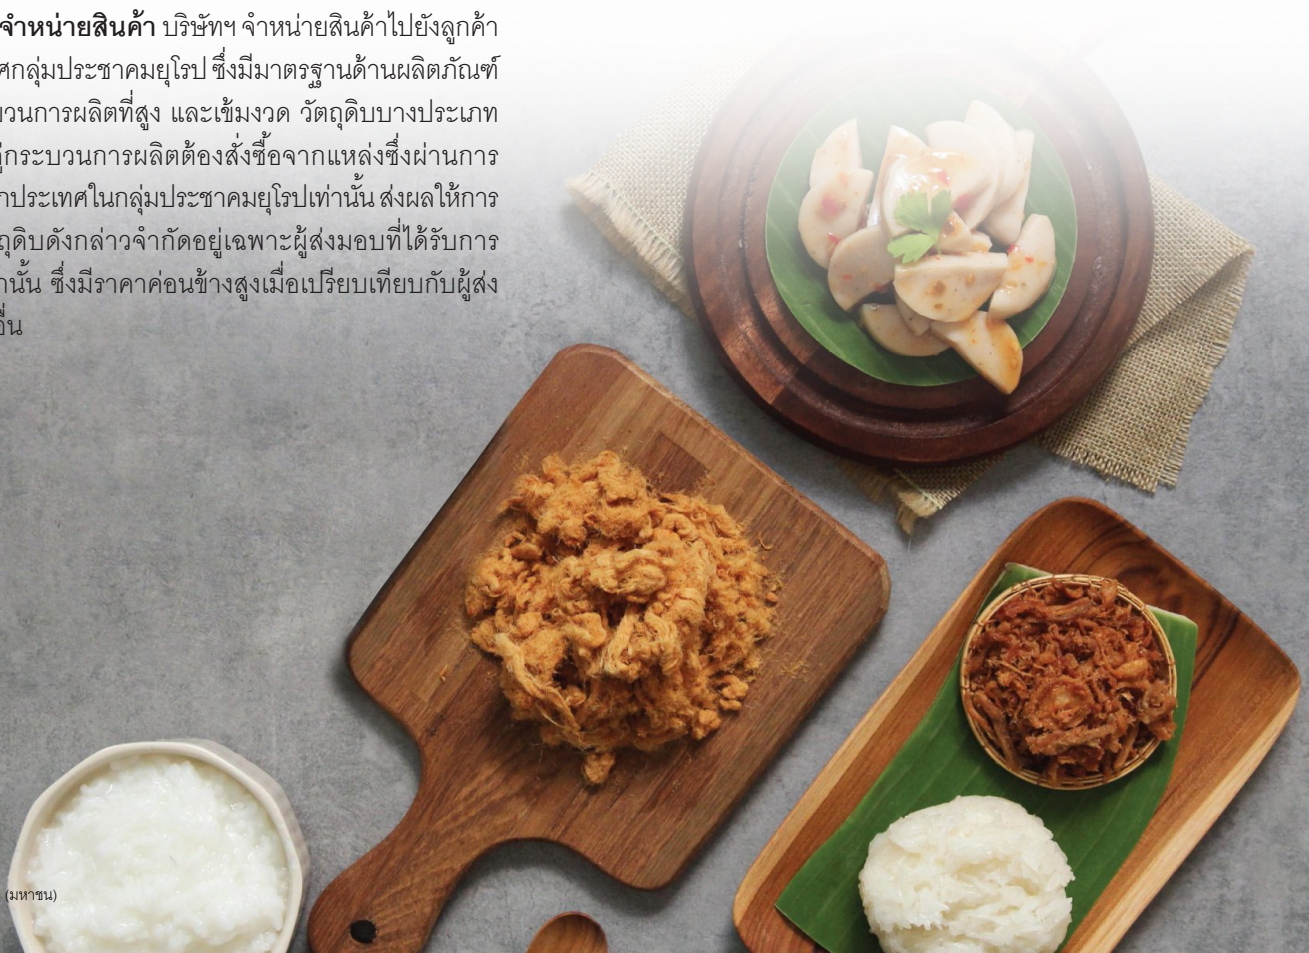 จำหน่ายสินค้า บริษัทฯ จำหน่ายสินค้าไปยังลูกค้า
ศกลุ่มประชาคมยุโรป ซึ่งมีมาตรฐานด้านผลิตภัณฑ์
วนการผลิตที่สูง และเข้มงวด วัตถุดิบบางประเภท
กระบวนการผลิตต้องสั่งซื้อจากแหล่งซึ่งผ่านการ
กประเทศในกลุ่มประชาคมยุโรปเท่านั้น ส่งผลให้การ
ถุดิบดังกล่าวจำกัดอยู่เฉพาะผู้ส่งมอบที่ได้รับการ
านั้น ซึ่งมีราคาค่อนข้างสูงเมื่อเปรียบเทียบกับผู้ส่ง
อื่น
(มหาชน)